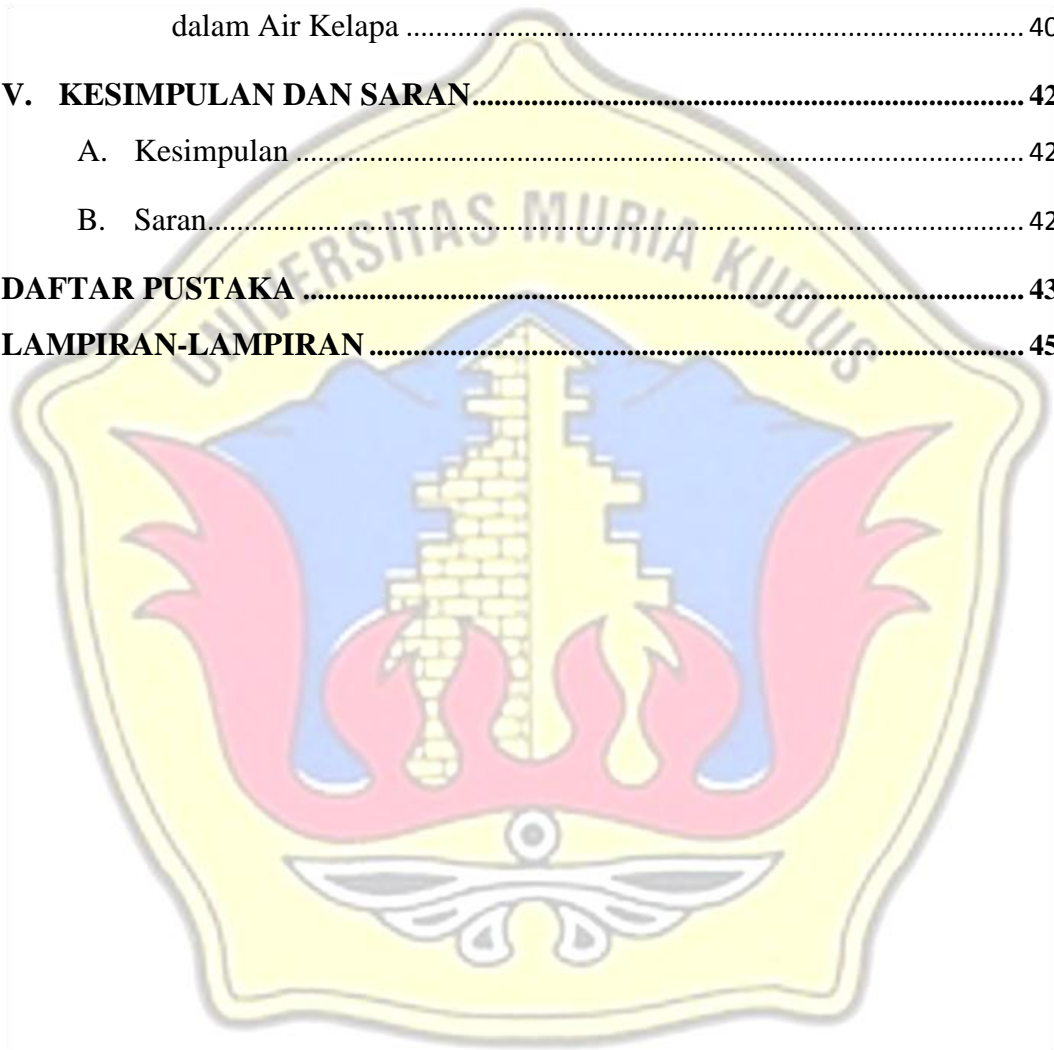 dalam Air Kelapa ............................................................................... 40
V. KESIMPULAN DAN SARAN ...................................................................... 42
A. Kesimpulan ............................................................................................. 42
B. Saran ........................................................................................................ 42
DAFTAR PUSTAKA ............................................................................................ 43
LAMPIRAN-LAMPIRAN .................................................................................... 45
UNIVERSITAS MURIA KUDUS